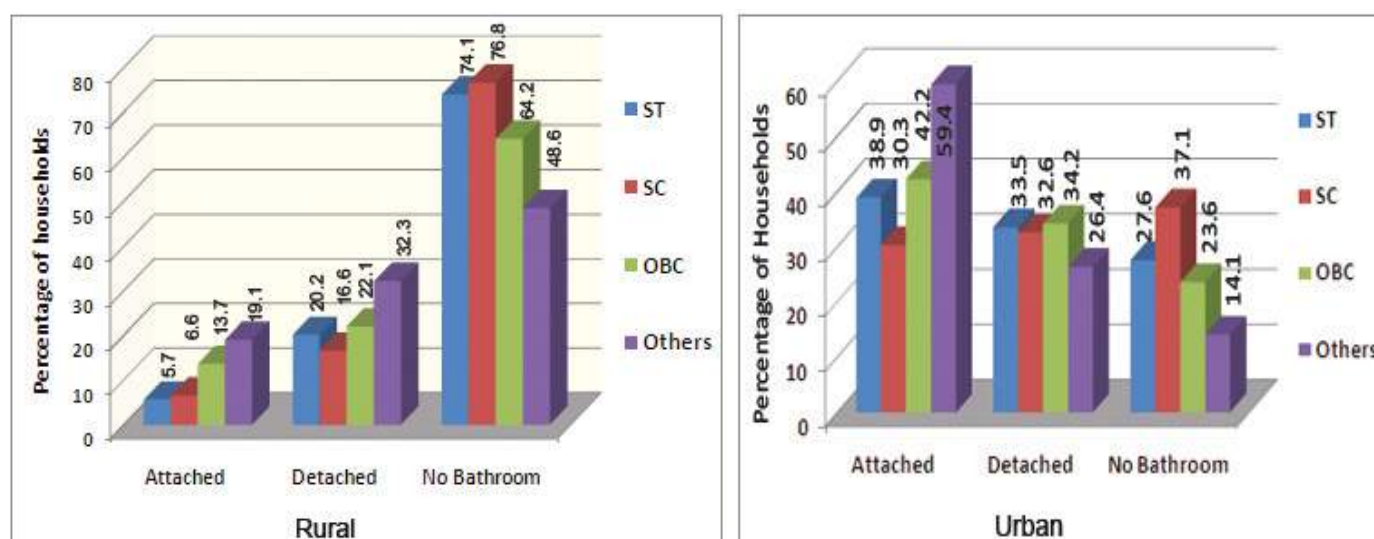 Percentage of households
80
70
60
50
40
30
20
10
0
5.7
6.6
13.7
19.1
20.2
16.6
22.1
32.3
74.1
76.8
64.2
48.6
Attached
Detached
No Bathroom
ST
SC
OBC
Others
Rural
Percentage of Households
60
50
40
30
20
10
0
38.9
30.3
42.2
59.4
33.5
32.6
34.2
26.4
27.6
37.1
23.6
14.1
Attached
Detached
No Bathroom
ST
SC
OBC
Others
Urban